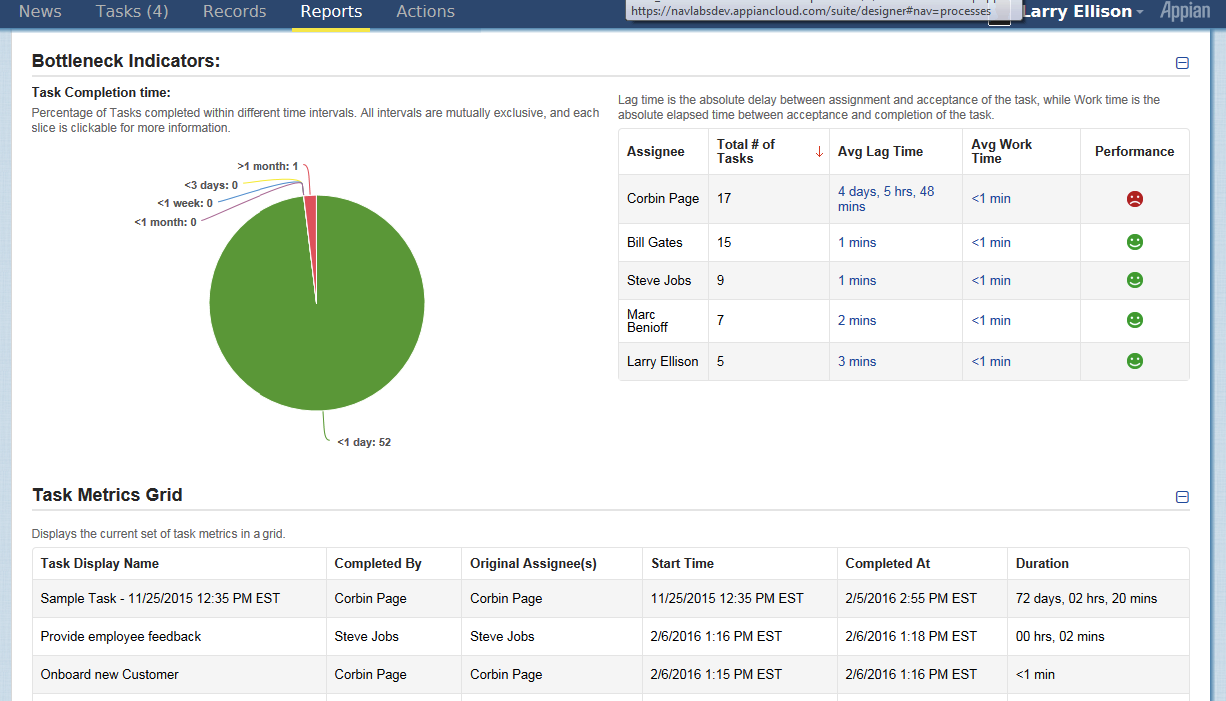 News Tasks (4) Records Reports Actions
https://navlabsdev.appiancloud.com/suite/designer#nav=processes
Larry Ellison
Appian
Bottleneck Indicators:
Task Completion time:
Percentage of Tasks completed within different time intervals. All intervals are mutually exclusive, and each
slice is clickable for more information.
>1 month: 1
<3 days: 0
<1 week: 0
<1 month: 0
<1 day: 52
Lag time is the absolute delay between assignment and acceptance of the task, while Work time is the
absolute elapsed time between acceptance and completion of the task.
Assignee Total # of Tasks Avg Lag Time Avg Work Time Performance
Corbin Page 17 4 days, 5 hrs, 48 mins <1 min
Bill Gates 15 1 mins <1 min
Steve Jobs 9 1 mins <1 min
Marc Benioff 7 2 mins <1 min
Larry Ellison 5 3 mins <1 min
Task Metrics Grid
Displays the current set of task metrics in a grid.
Task Display Name Completed By Original Assignee(s) Start Time Completed At Duration
Sample Task - 11/25/2015 12:35 PM EST Corbin Page Corbin Page 11/25/2015 12:35 PM EST 2/5/2016 2:55 PM EST 72 days, 02 hrs, 20 mins
Provide employee feedback Steve Jobs Steve Jobs 2/6/2016 1:16 PM EST 2/6/2016 1:18 PM EST 00 hrs, 02 mins
Onboard new Customer Corbin Page Corbin Page 2/6/2016 1:15 PM EST 2/6/2016 1:16 PM EST <1 min